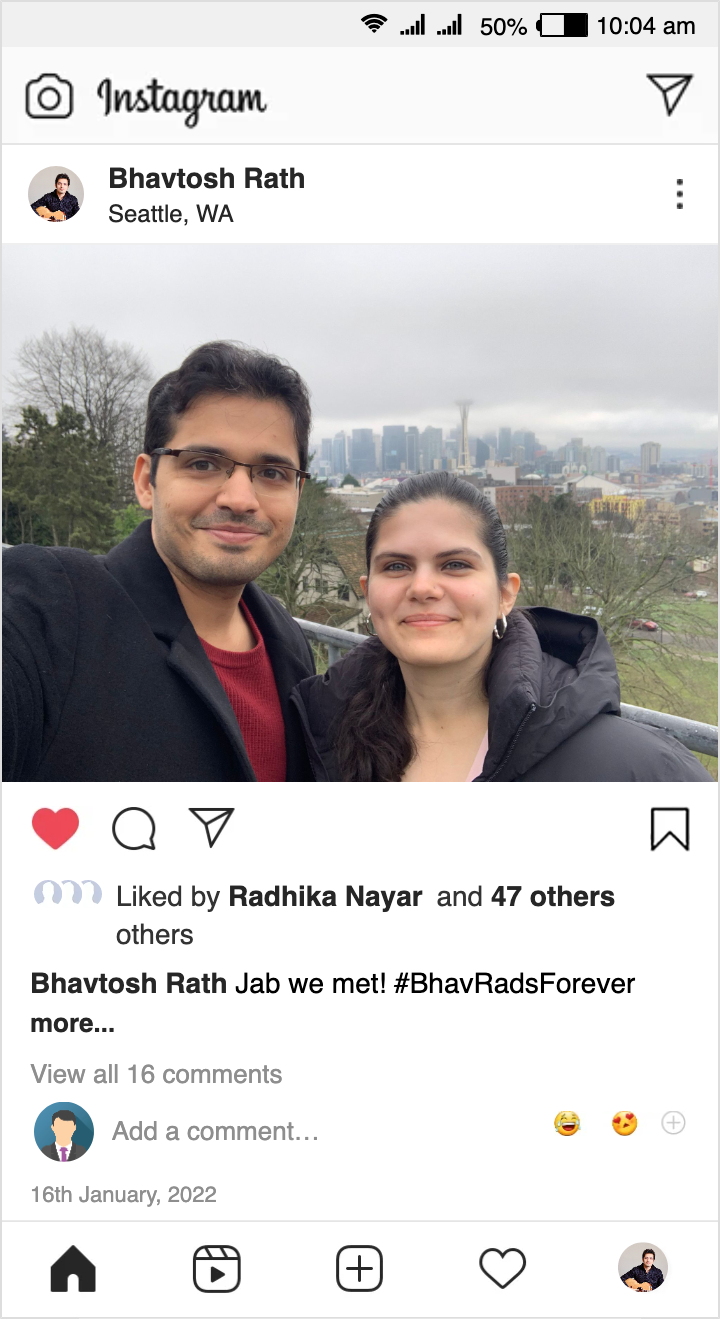 50% 10:04 am
Instagram
Bhavtosh Rath
Seattle, WA
Liked by Radhika Nayar and 47 others
others
Bhavtosh Rath Jab we met! #BhavRadsForever
more...
View all 16 comments
Add a comment...
16th January, 2022